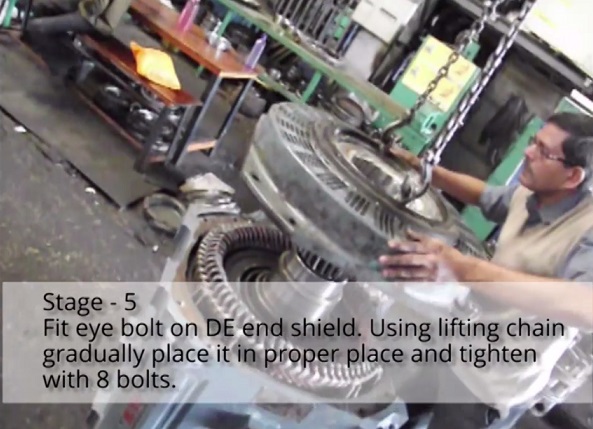 Stage - 5
Fit eye bolt on DE end shield. Using lifting chain
gradually place it in proper place and tighten
with 8 bolts.